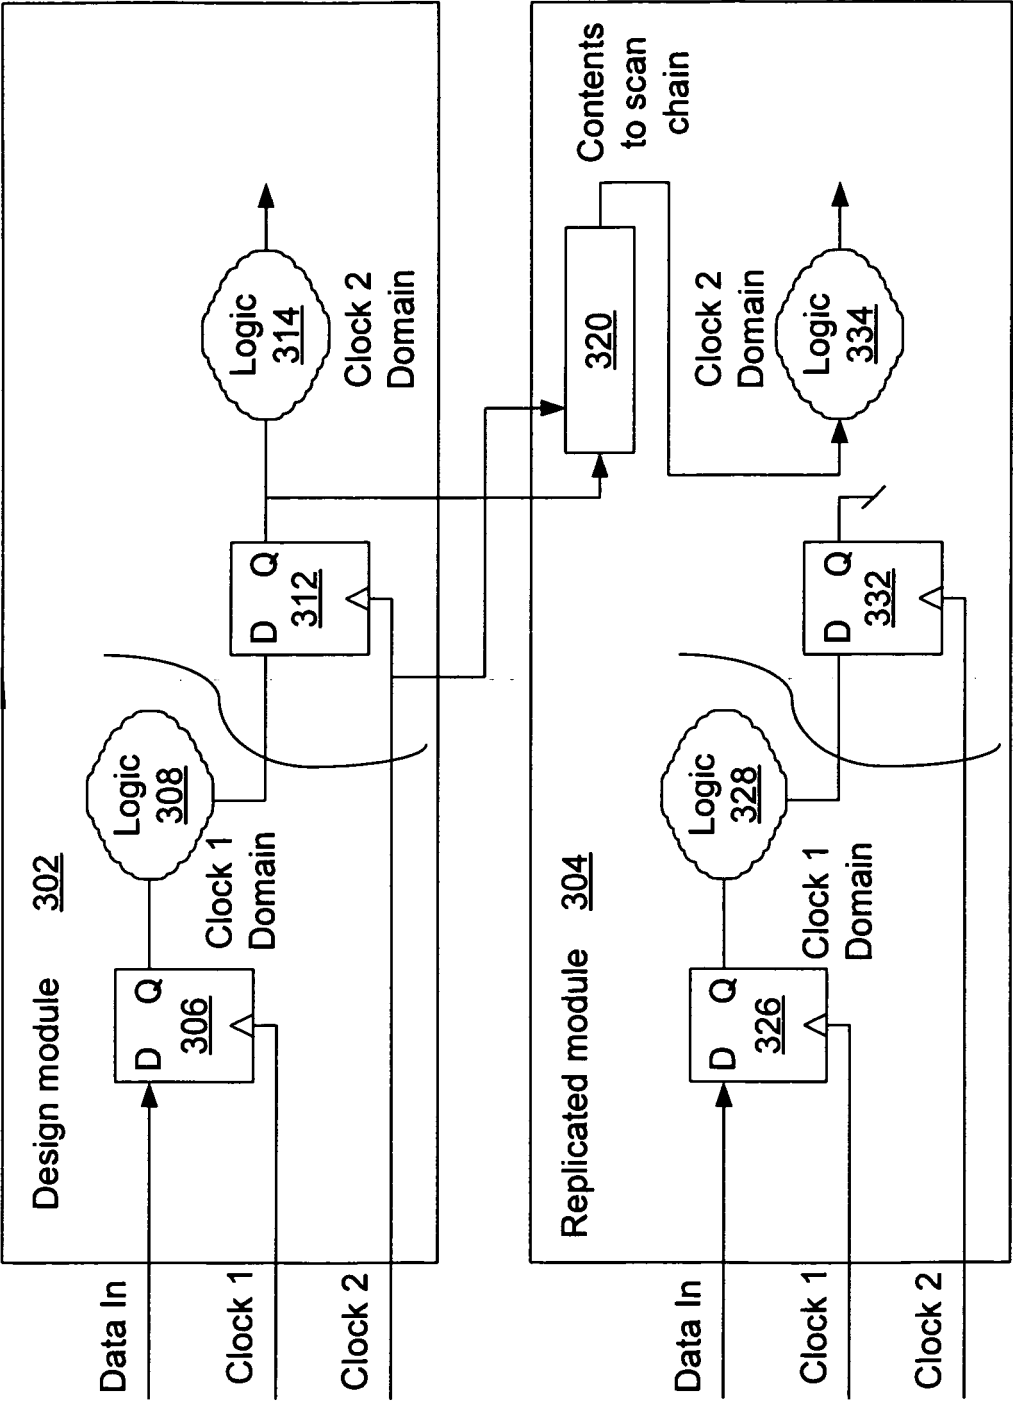 Design module 302
Data In
D Q
306
Logic
308
Clock 1
Domain
Clock 1
D Q
312
Logic
314
Clock 2
Domain
Clock 2
Replicated module 304
320
Contents
to scan
chain
Data In
D Q
326
Logic
328
Clock 1
Domain
Clock 1
D Q
332
Clock 2
Domain
Logic
334
Clock 2